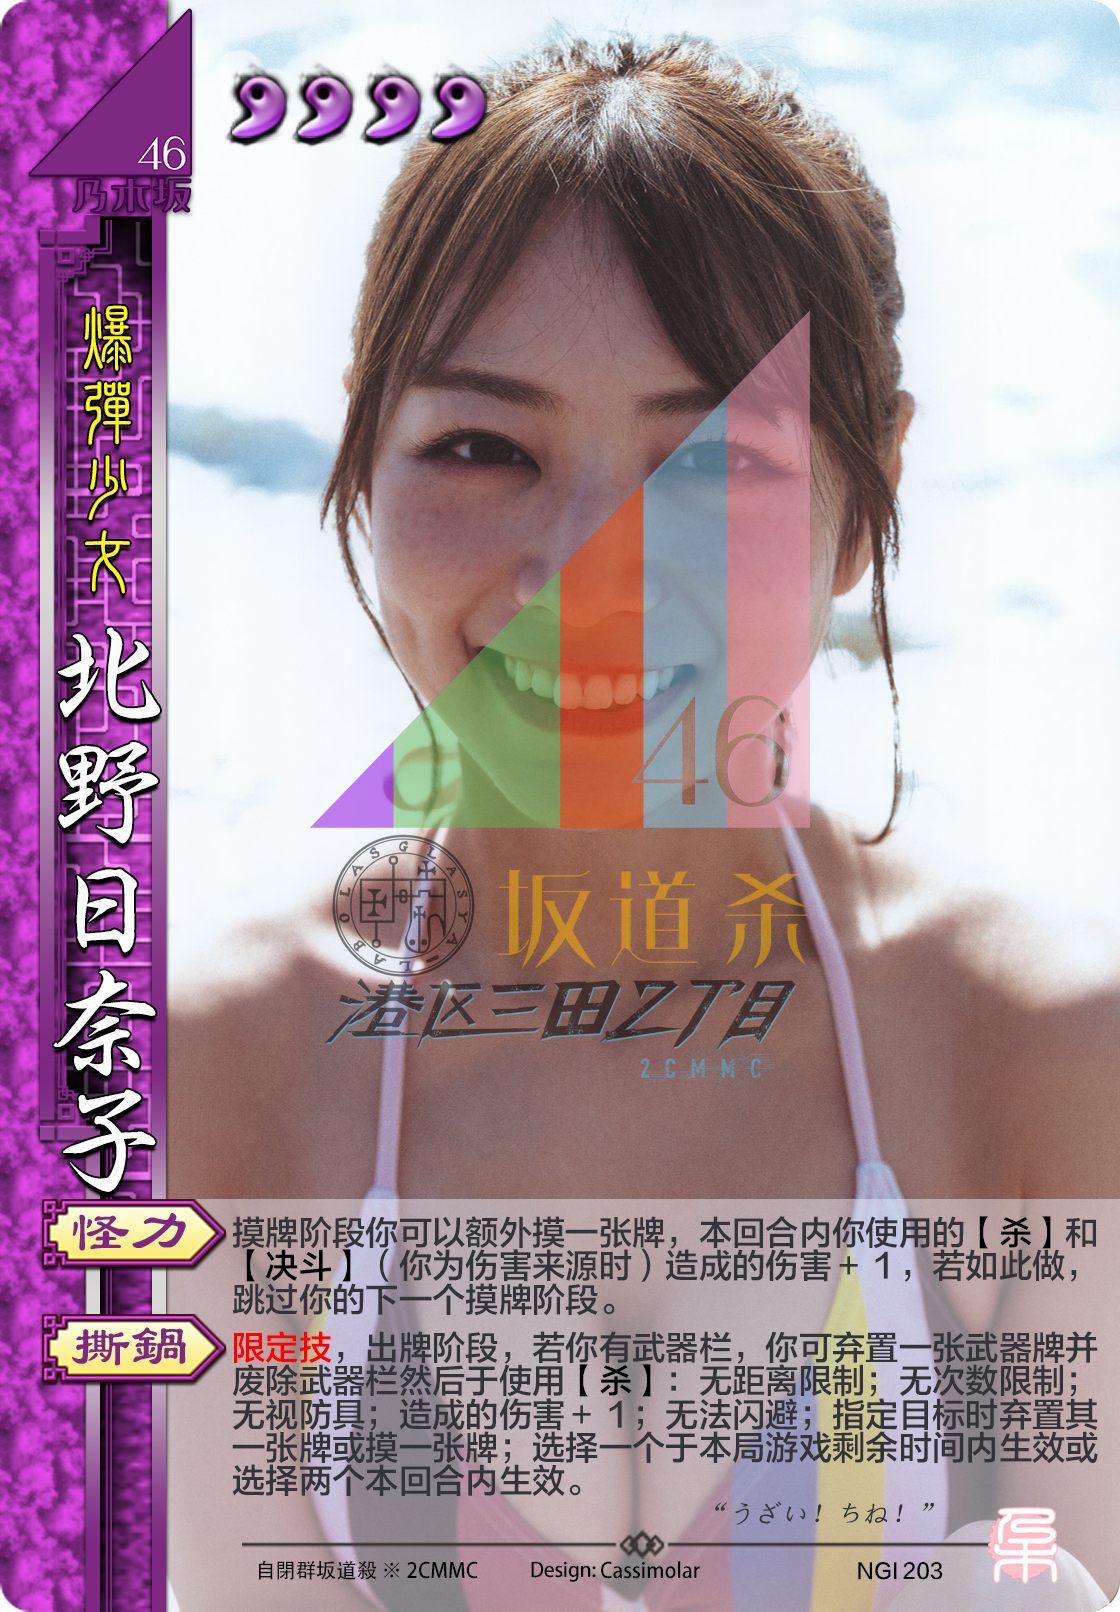 46
乃木坂
爆彈少女
北野日奈子
46
GLASYA LABOLAS
坂道杀
港区三田2丁目
2CMMC
怪力
摸牌阶段你可以额外摸一张牌，本回合内你使用的【杀】和
【决斗】（你为伤害来源时）造成的伤害+1，若如此做，
跳过你的下一个摸牌阶段。
撕鍋
限定技，出牌阶段，若你有武器栏，你可弃置一张武器牌并
废除武器栏然后于使用【杀】：无距离限制；无次数限制；
无视防具；造成的伤害+1；无法闪避；指定目标时弃置其
一张牌或摸一张牌；选择一个于本局游戏剩余时间内生效或
选择两个本回合内生效。
“うざい！ちね！”
自閉群坂道殺 ※ 2CMMC
Design: Cassimolar
NGI 203